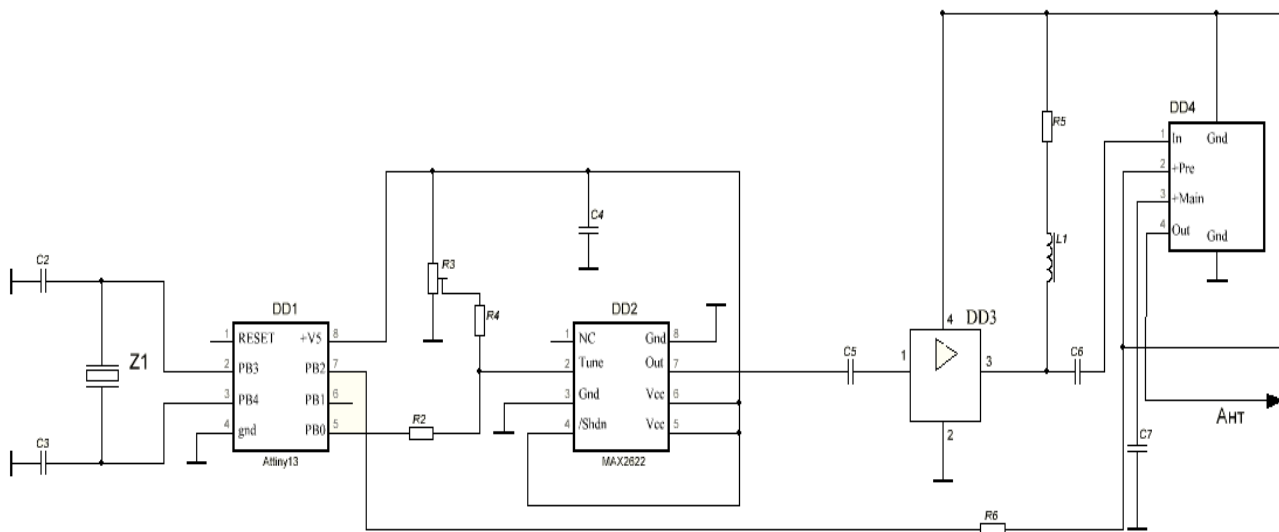 DD4
1 In Gnd
2 +Pre
3 +Main
4 Out Gnd
R5
C4
L1
C2
R3
DD1
R4
DD2
4 DD3
1 RESET +V5 8
1 NC Gnd 8
Z1
2 PB3 PB2 7
2 Tune Out 7
C5
1
3
C6
3 PB4 PB1 6
3 Gnd Vcc 6
АНТ
C3
4 gnd PB0 5
R2
4 /Shdn Vcc 5
2
C7
Attiny13
MAX2622
R6